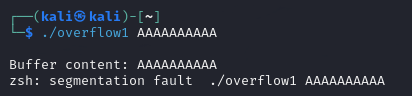 ┌──(kali㉿kali)-[~]
└─$ ./overflow1 AAAAAAAAAA
Buffer content: AAAAAAAAAA
zsh: segmentation fault  ./overflow1 AAAAAAAAAA